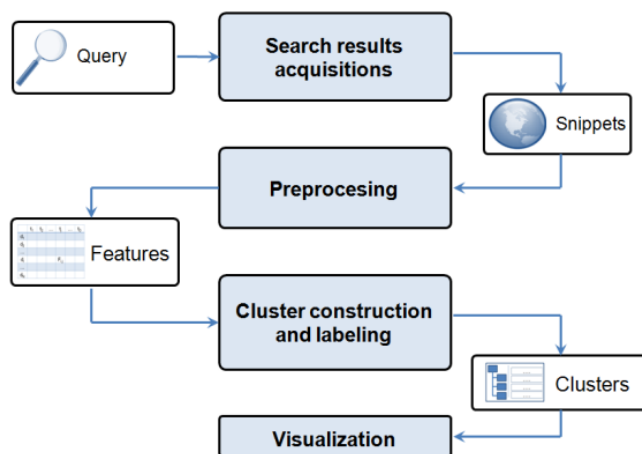 Query
Search results
acquisitions
Snippets
Preprocesing
Features
Cluster construction
and labeling
Clusters
Visualization